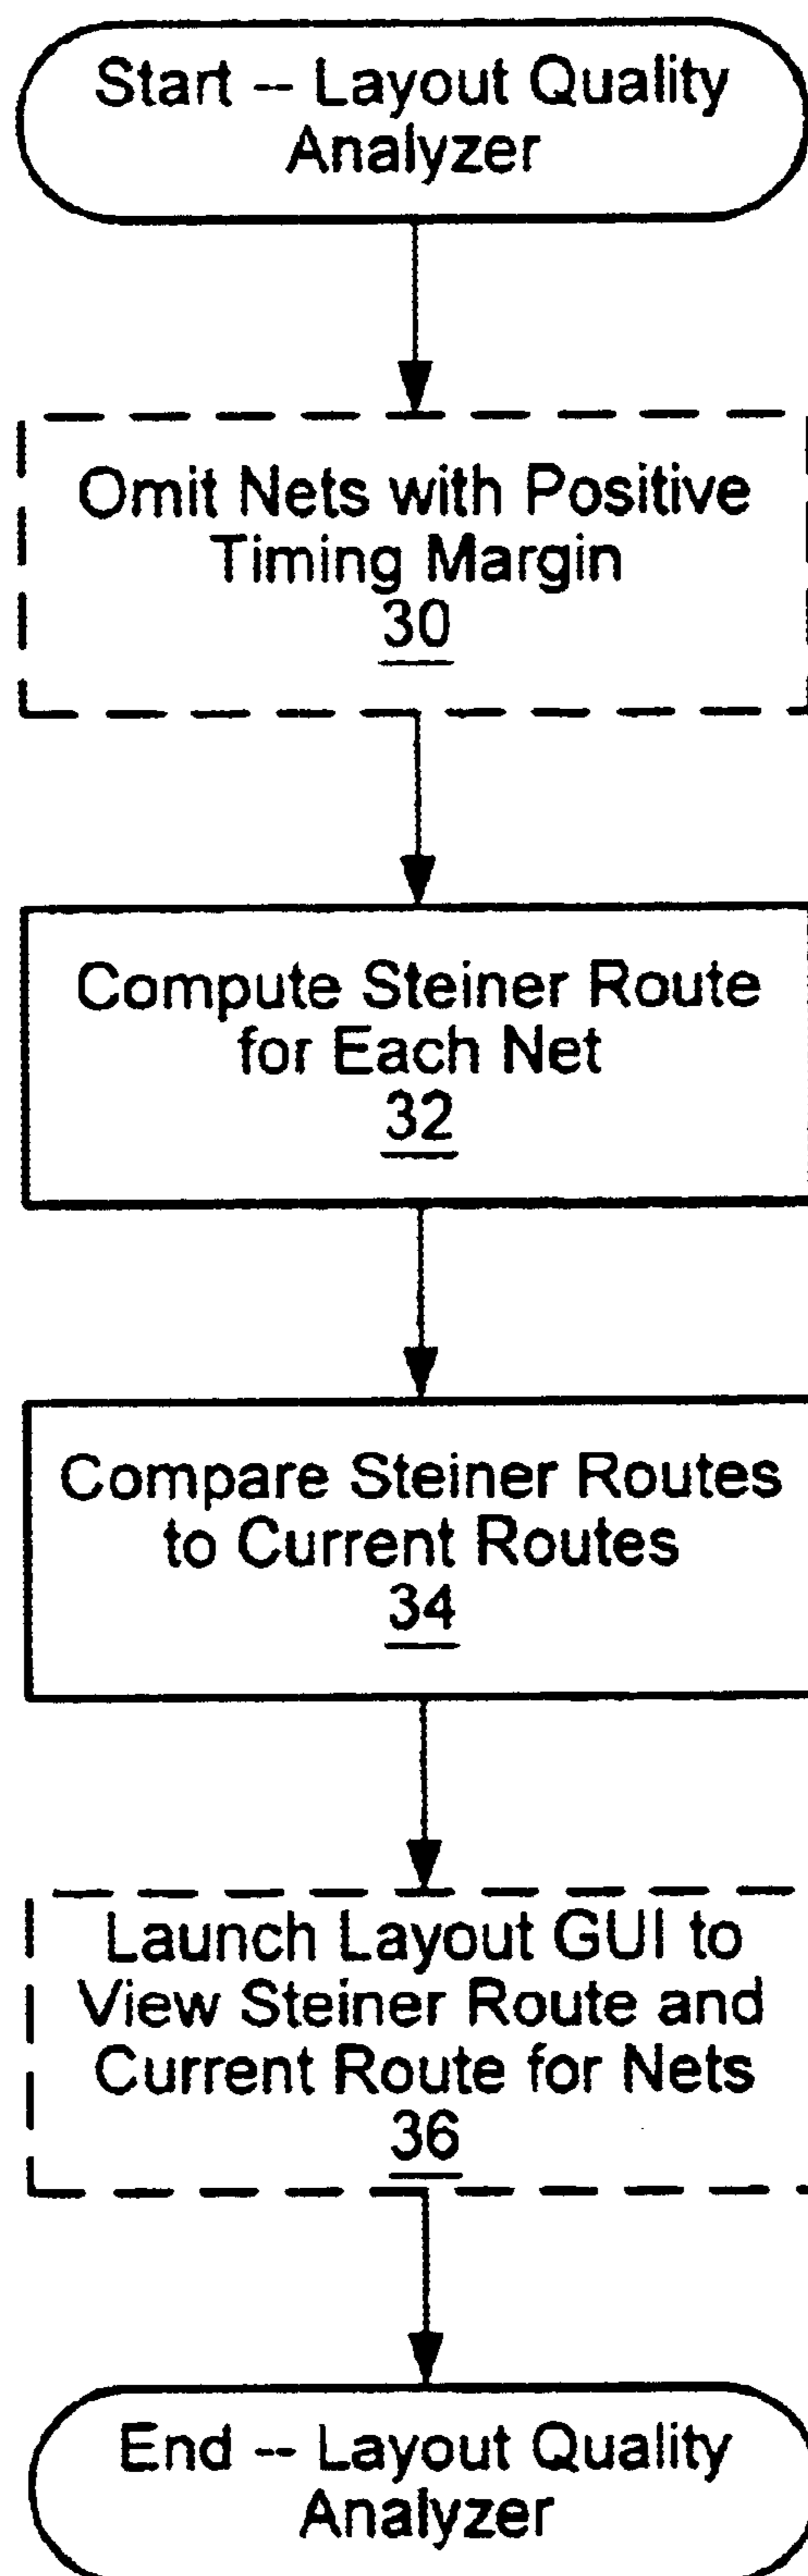 Start -- Layout Quality
Analyzer
Omit Nets with Positive
Timing Margin
30
Compute Steiner Route
for Each Net
32
Compare Steiner Routes
to Current Routes
34
Launch Layout GUI to
View Steiner Route and
Current Route for Nets
36
End -- Layout Quality
Analyzer